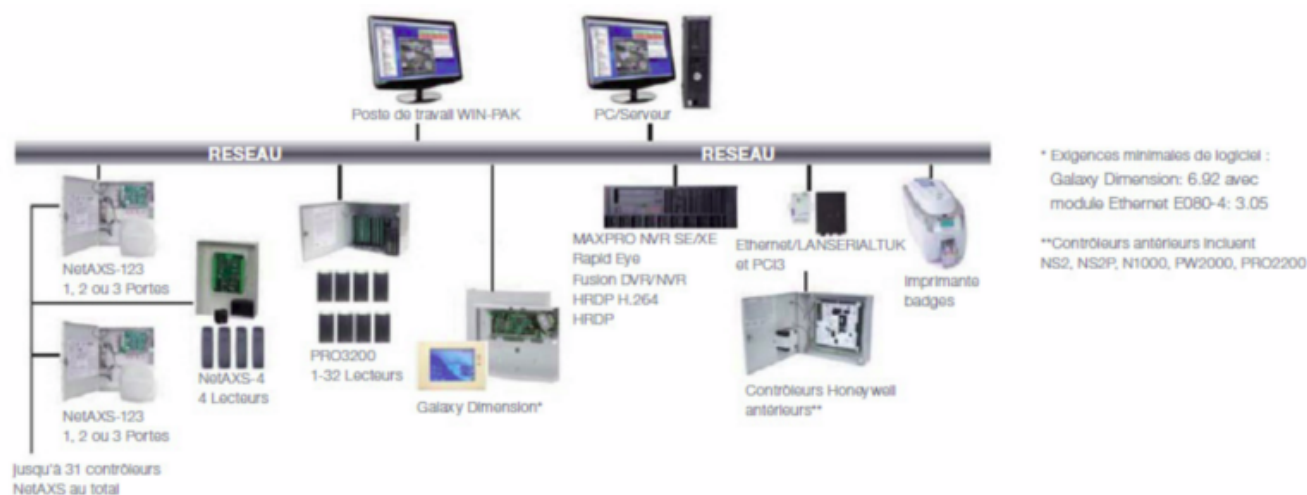 Poste de travail WIN-PAK
PC/Serveur
RESEAU
RESEAU
NetAXS-123
1, 2 ou 3 Portes
NetAXS-4
4 Lecteurs
NetAXS-123
1, 2 ou 3 Portes
jusqu'à 31 contrôleurs
NetAXS au total
PRO3200
1-32 Lecteurs
Galaxy Dimension*
MAXPRO NVR SE/XE
Rapid Eye
Fusion DVR/NVR
HRDP H.264
HRDP
Ethernet/LANSERIALTUK
et PCI3
Contrôleurs Honeywell
antérieurs**
Imprimante
badges
* Exigences minimales de logiciel :
Galaxy Dimension: 6.92 avec
module Ethernet E080-4: 3.05
**Contrôleurs antérieurs incluent
NS2, NS2P, N1000, PW2000, PRO2200